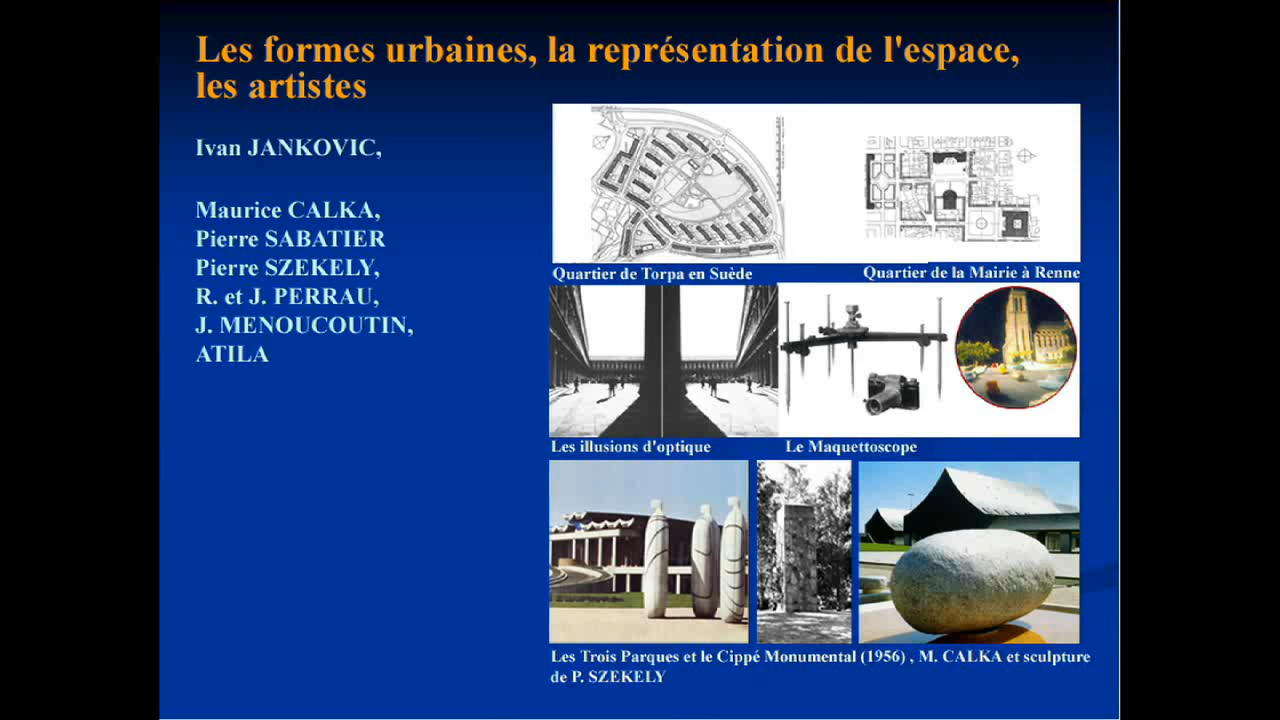 Les formes urbaines, la représentation de l'espace,
les artistes
Ivan JANKOVIC,
Maurice CALKA,
Pierre SABATIER
Pierre SZEKELY,
R. et J. PERRAU,
J. MENOUCOUTIN,
ATILA
Quartier de Torpa en Suède
Quartier de la Mairie à Renne
Les illusions d'optique
Le Maquettoscope
Les Trois Parques et le Cippé Monumental (1956) , M. CALKA et sculpture
de P. SZEKELY